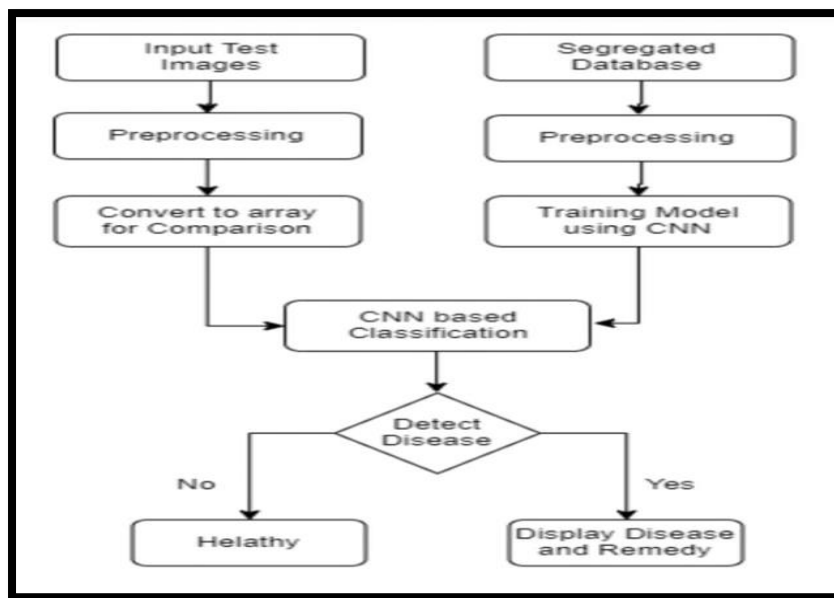 Input Test
Images
Segregated
Database
Preprocessing
Preprocessing
Convert to array
for Comparison
Training Model
using CNN
CNN based
Classification
Detect
Disease
No
Yes
Helathy
Display Disease
and Remedy